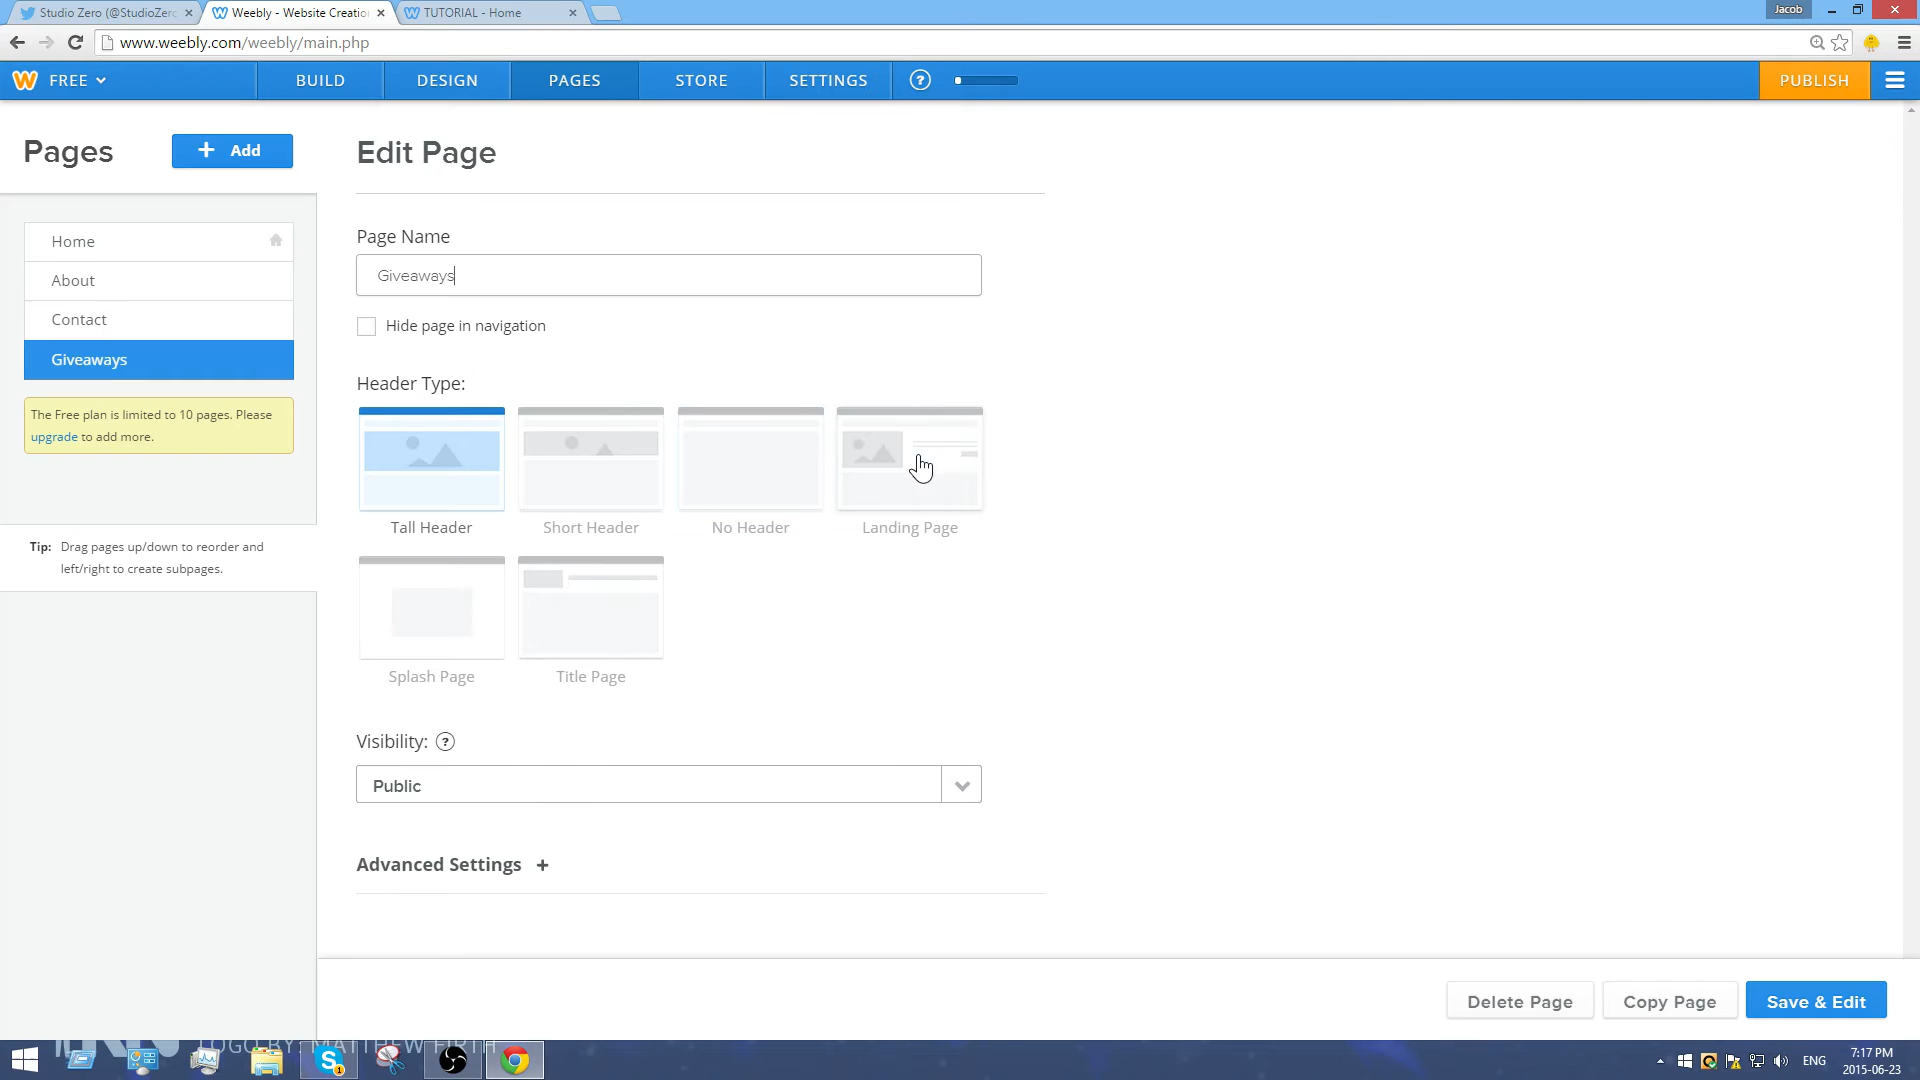 Studio Zero (@StudioZero
Weebly - Website Creation
TUTORIAL - Home
Jacob
www.weebly.com/weebly/main.php
FREE
BUILD
DESIGN
PAGES
STORE
SETTINGS
?
PUBLISH
Pages
+ Add
Edit Page
Home
About
Contact
Giveaways
The Free plan is limited to 10 pages. Please
upgrade to add more.
Tip: Drag pages up/down to reorder and
left/right to create subpages.
Page Name
Giveaways
Hide page in navigation
Header Type:
Tall Header
Short Header
No Header
Landing Page
Splash Page
Title Page
Visibility: ?
Public
Advanced Settings +
Delete Page
Copy Page
Save & Edit
LOGO BY: MATTHEW FIRTH
ENG
7:17 PM
2015-06-23